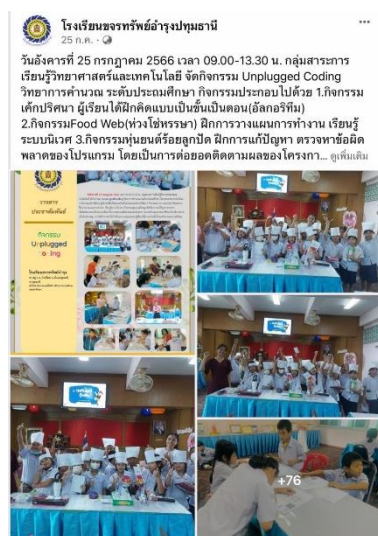 โรงเรียนขจรทรัพย์อำรุงปทุมธานี
25 ก.ค. ·
วันอังคารที่ 25 กรกฎาคม 2566 เวลา 09.00-13.30 น. กลุ่มสาระการ
เรียนรู้วิทยาศาสตร์และเทคโนโลยี จัดกิจกรรม Unplugged Coding
วิทยาการคำนวณ ระดับประถมศึกษา กิจกรรมประกอบไปด้วย 1.กิจกรรม
เค้กปริศนา ผู้เรียนได้ฝึกคิดแบบเป็นขั้นเป็นตอน(อัลกอริทึม)
2.กิจกรรมFood Web(ห่วงโซ่หรรษา) ฝึกการวางแผนการทำงาน เรียนรู้
ระบบนิเวศ 3.กิจกรรมหุ่นยนต์ร้อยลูกปัด ฝึกการแก้ปัญหา ตรวจหาข้อผิด
พลาดของโปรแกรม โดยเป็นการต่อยอดติดตามผลของโครงกา... ดูเพิ่มเติม
วารสาร
ประชาสัมพันธ์
กิจกรรม
Unplugged
Coding
+76